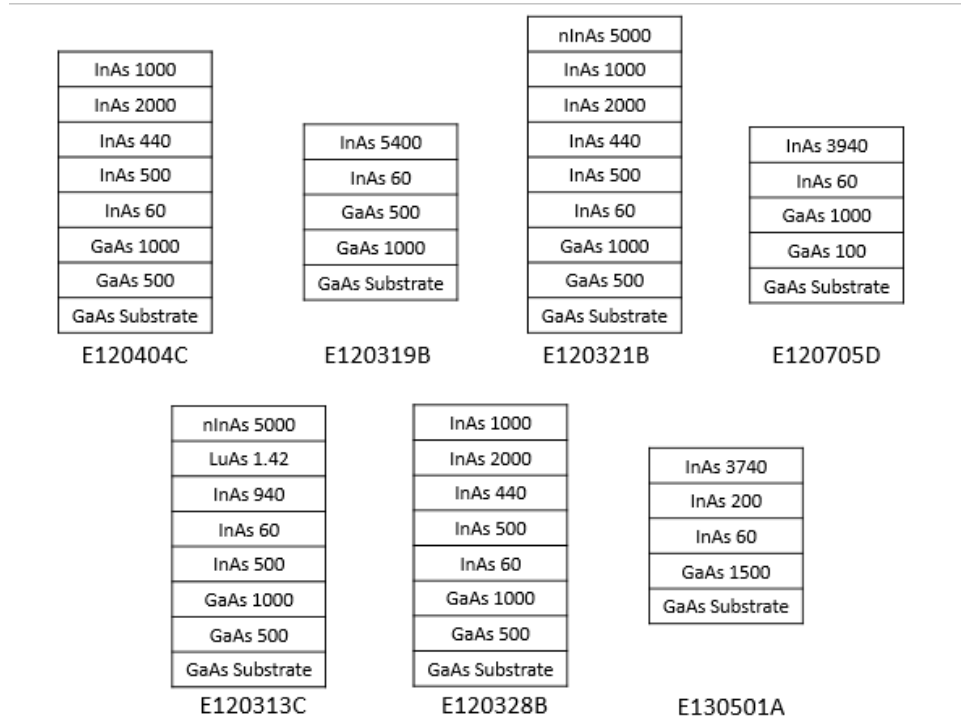 InAs 1000
InAs 2000
InAs 440
InAs 500
InAs 60
GaAs 1000
GaAs 500
GaAs Substrate
E120404C
InAs 5400
InAs 60
GaAs 500
GaAs 1000
GaAs Substrate
E120319B
nInAs 5000
InAs 1000
InAs 2000
InAs 440
InAs 500
InAs 60
GaAs 1000
GaAs 500
GaAs Substrate
E120321B
InAs 3940
InAs 60
GaAs 1000
GaAs 100
GaAs Substrate
E120705D
nInAs 5000
LuAs 1.42
InAs 940
InAs 60
InAs 500
GaAs 1000
GaAs 500
GaAs Substrate
E120313C
InAs 1000
InAs 2000
InAs 440
InAs 500
InAs 60
GaAs 1000
GaAs 500
GaAs Substrate
E120328B
InAs 3740
InAs 200
InAs 60
GaAs 1500
GaAs Substrate
E130501A